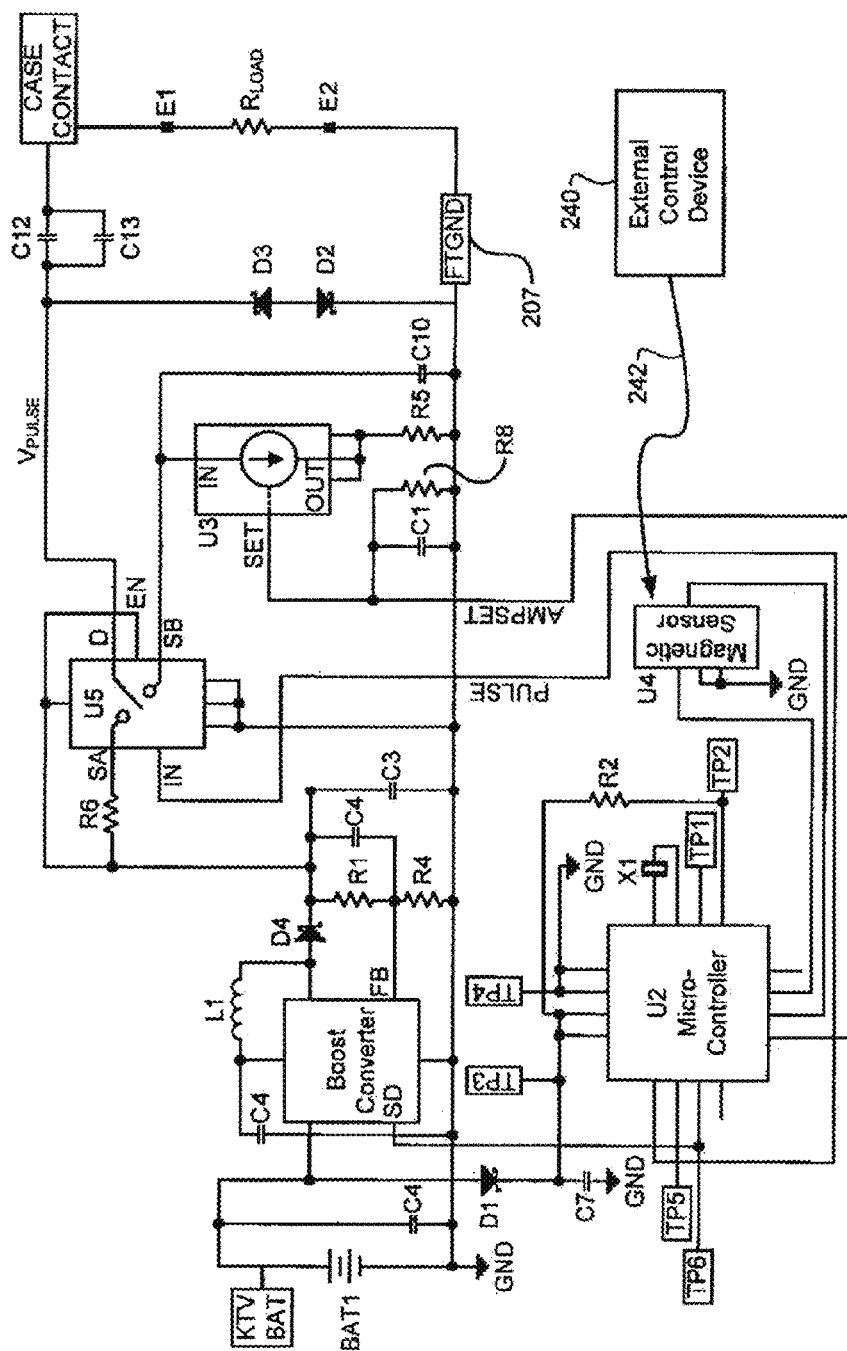 KTV
BAT
BAT1
GND
C4
C4
L1
Boost
Converter
SD
FB
D4
R1
R4
C4
C3
R6
SA
IN
U5
D
EN
SB
VPULSE
C12
C13
CASE
CONTACT
E1
RLOAD
E2
D3
D2
C10
IN
OUT
U3
SET
R5
R8
C1
FTGND
207
AMPSET
PULSE
D1
C7
GND
TP3
TP4
GND
R2
X1
TP1
TP2
U2
Micro-
Controller
TP5
TP6
U4
Magnetic
Sensor
GND
242
240
External
Control
Device